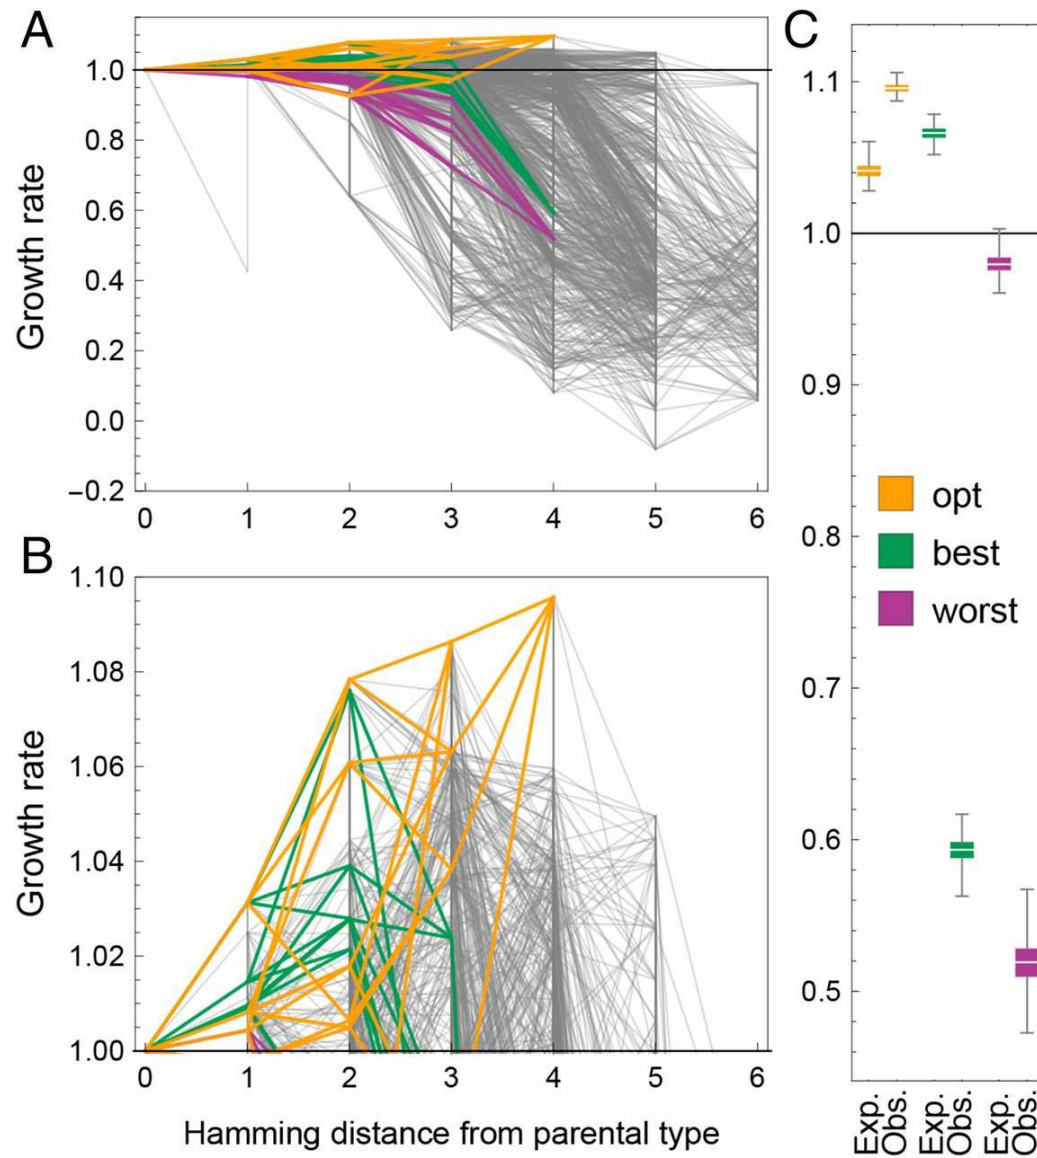 A
Growth rate
1.0
0.8
0.6
0.4
0.2
0.0
−0.2
0 1 2 3 4 5 6
B
Growth rate
1.10
1.08
1.06
1.04
1.02
1.00
0 1 2 3 4 5 6
Hamming distance from parental type
C
1.1
1.0
0.9
0.8
0.7
0.6
0.5
opt
best
worst
Exp.
Obs.
Exp.
Obs.
Exp.
Obs.